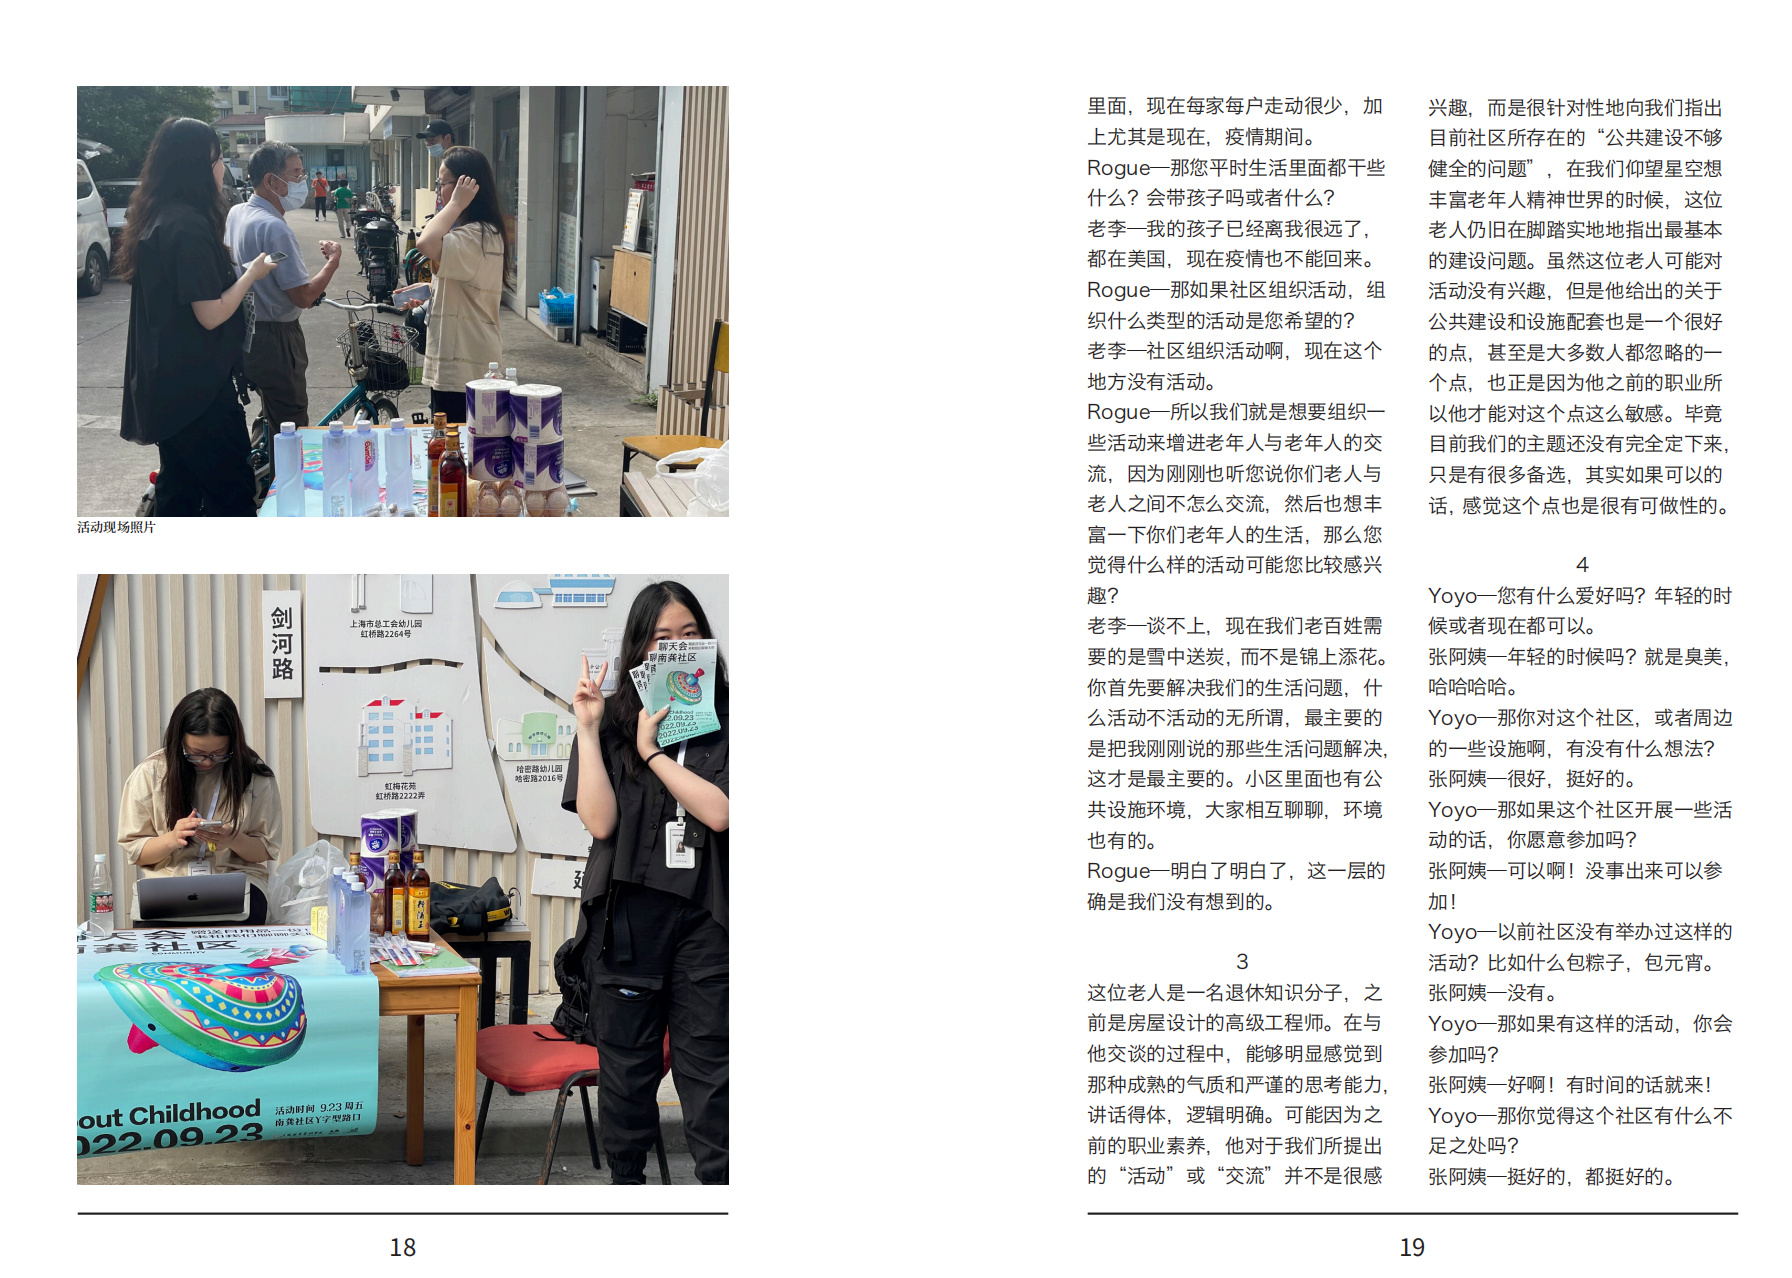 活动现场照片
剑河路
上海市总工会幼儿园
虹桥路2264号
虹梅花苑
虹桥路2222弄
哈密路幼儿园
哈密路2016号
聊天会
聊南龚社区
Childhood
2022.09.23
天会
南龚社区
COMMUNITY
out Childhood
022.09.23
活动时间 9.23 周五
南龚社区Y字型路口
18
里面，现在每家每户走动很少，加
上尤其是现在，疫情期间。
Rogue—那您平时生活里面都干些
什么？会带孩子吗或者什么？
老李—我的孩子已经离我很远了，
都在美国，现在疫情也不能回来。
Rogue—那如果社区组织活动，组
织什么类型的活动是您希望的？
老李—社区组织活动啊，现在这个
地方没有活动。
Rogue—所以我们就是想要组织一
些活动来增进老年人与老年人的交
流，因为刚刚也听您说你们老人与
老人之间不怎么交流，然后也想丰
富一下你们老年人的生活，那么您
觉得什么样的活动可能您比较感兴
趣？
老李—谈不上，现在我们老百姓需
要的是雪中送炭，而不是锦上添花。
你首先要解决我们的生活问题，什
么活动不活动的无所谓，最主要的
是把我刚刚说的那些生活问题解决，
这才是最主要的。小区里面也有公
共设施环境，大家相互聊聊，环境
也有的。
Rogue—明白了明白了，这一层的
确是我们没有想到的。
3
这位老人是一名退休知识分子，之
前是房屋设计的高级工程师。在与
他交谈的过程中，能够明显感觉到
那种成熟的气质和严谨的思考能力，
讲话得体，逻辑明确。可能因为之
前的职业素养，他对于我们所提出
的“活动”或“交流”并不是很感
兴趣，而是很针对性地向我们指出
目前社区所存在的“公共建设不够
健全的问题”，在我们仰望星空想
丰富老年人精神世界的时候，这位
老人仍旧在脚踏实地地指出最基本
的建设问题。虽然这位老人可能对
活动没有兴趣，但是他给出的关于
公共建设和设施配套也是一个很好
的点，甚至是大多数人都忽略的一
个点，也正是因为他之前的职业所
以他才能对这个点这么敏感。毕竟
目前我们的主题还没有完全定下来，
只是有很多备选，其实如果可以的
话，感觉这个点也是很有可做性的。
4
Yoyo—您有什么爱好吗？年轻的时
候或者现在都可以。
张阿姨—年轻的时候吗？就是臭美，
哈哈哈哈。
Yoyo—那你对这个社区，或者周边
的一些设施啊，有没有什么想法？
张阿姨—很好，挺好的。
Yoyo—那如果这个社区开展一些活
动的话，你愿意参加吗？
张阿姨—可以啊！没事出来可以参
加！
Yoyo—以前社区没有举办过这样的
活动？比如什么包粽子，包元宵。
张阿姨—没有。
Yoyo—那如果有这样的活动，你会
参加吗？
张阿姨—好啊！有时间的话就来！
Yoyo—那你觉得这个社区有什么不
足之处吗？
张阿姨—挺好的，都挺好的。
19